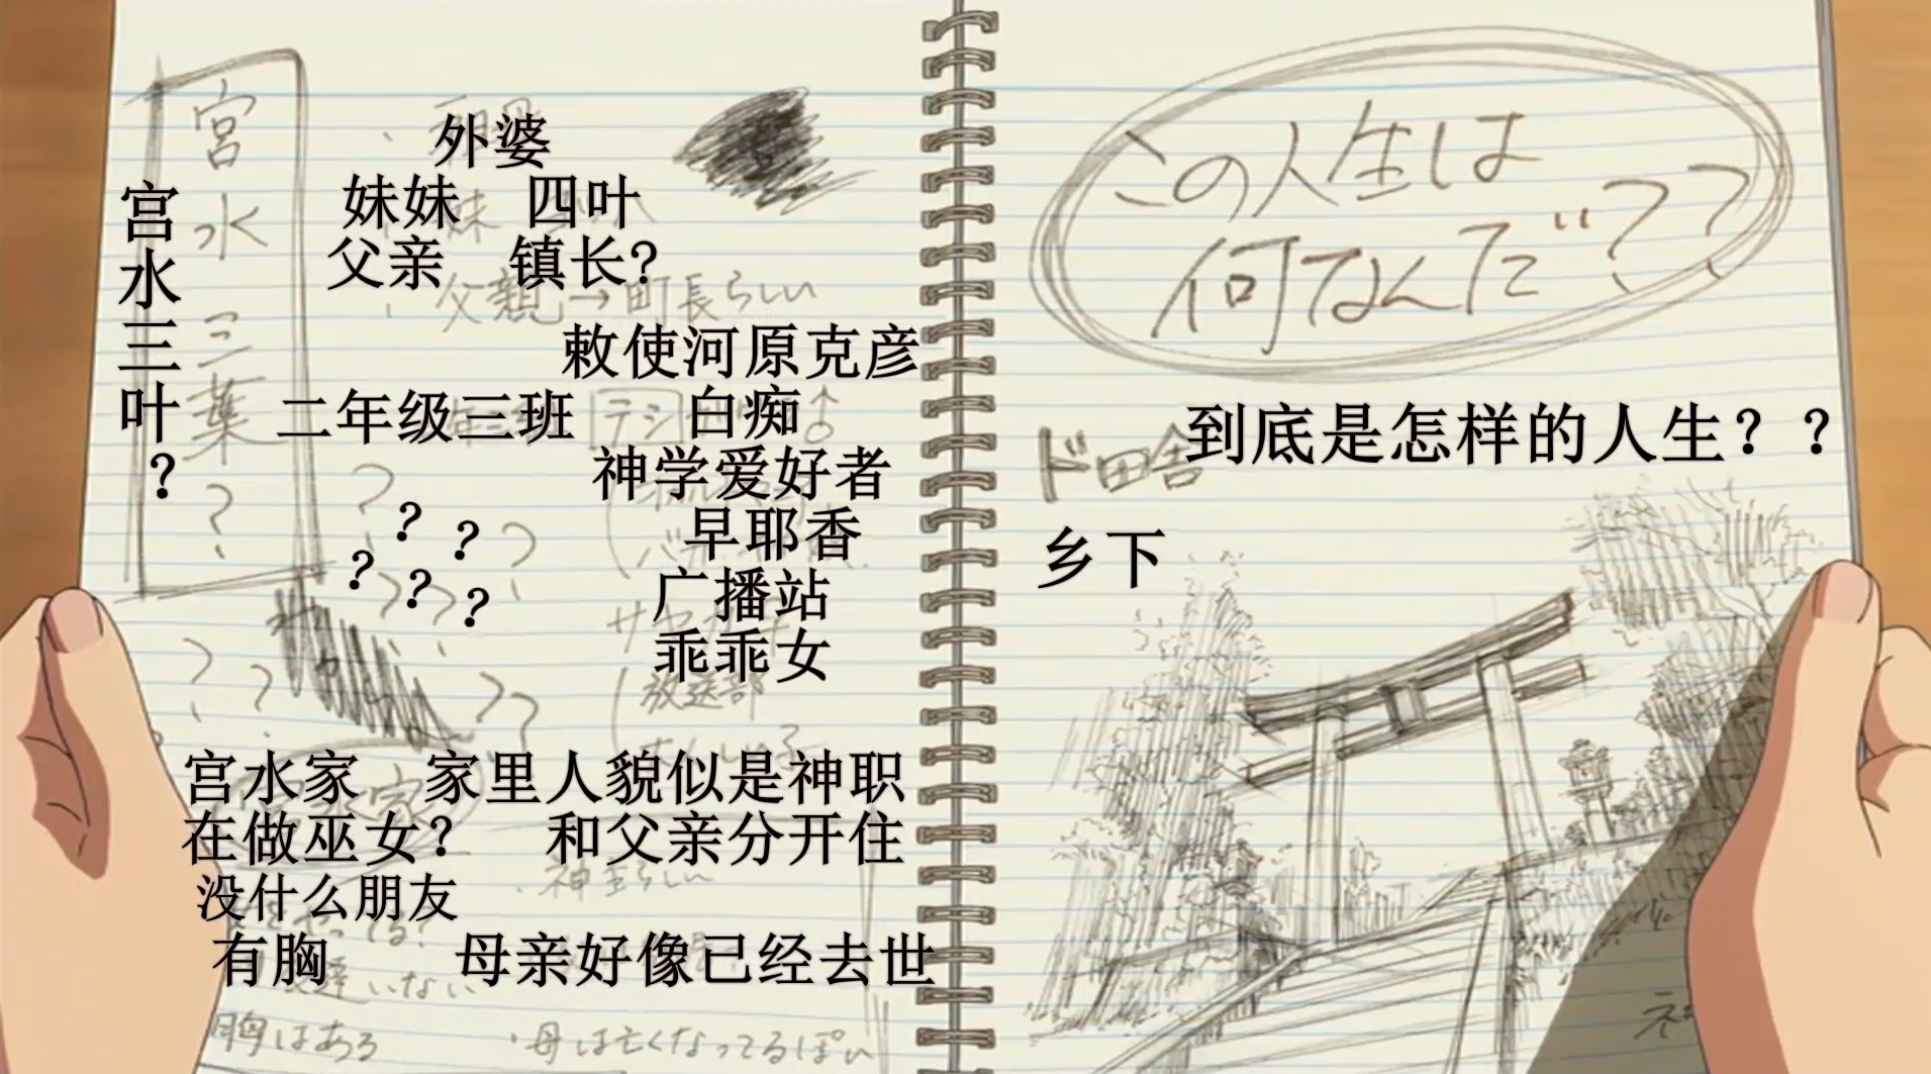 宮水三葉?
宫水三叶?
外婆
妹妹 四叶
父亲 镇长?
父親→町長らしい
敕使河原克彦
二年级三班
テシ
白痴
神学爱好者
早耶香
广播站
乖乖女
放送部
? ? ? ? ?
宫水家 家里人貌似是神职
在做巫女? 和父亲分开住
没什么朋友
有胸 母亲好像已经去世
胸はある
・母は亡くなってるぽい
この人生は
何なんだ??
ド田舎
到底是怎样的人生? ?
乡下